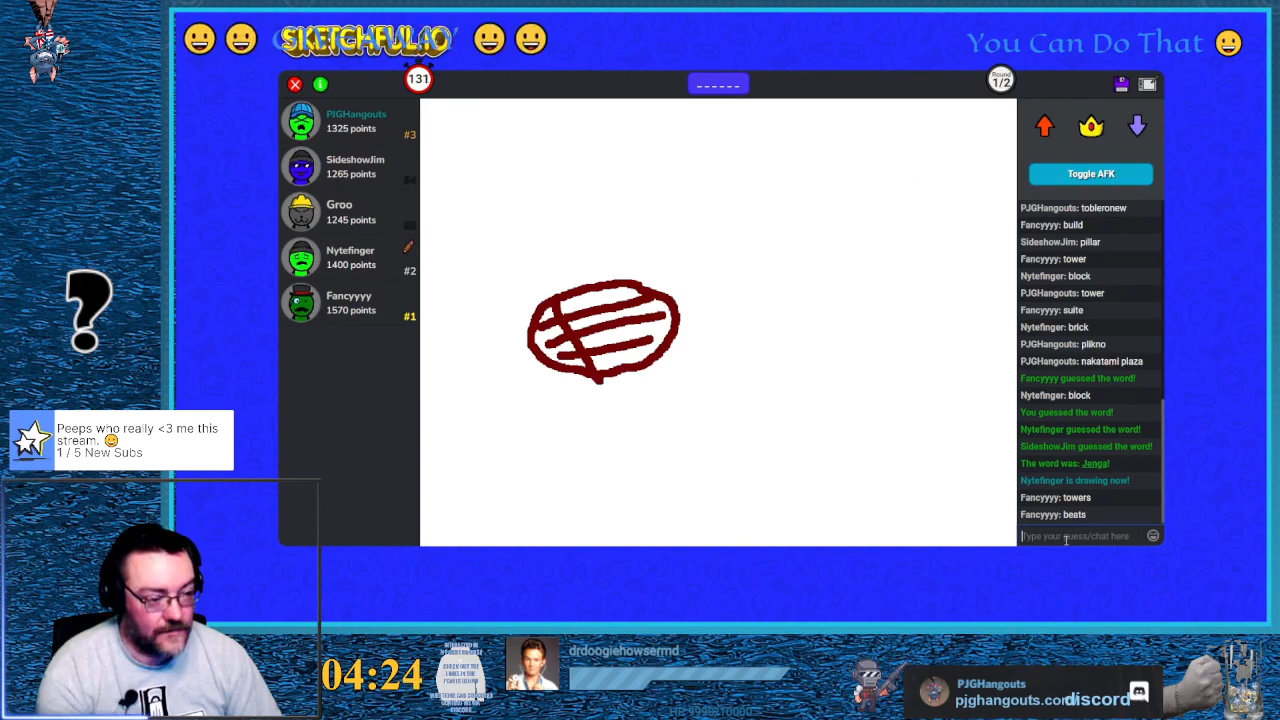 SKETCHFUL.IO
You Can Do That
131
______
Round
1/2
PJGHangouts
1325 points
#3
SideshowJim
1265 points
#4
Groo
1245 points
Nytefinger
1400 points
#2
Fancyyyy
1570 points
#1
Toggle AFK
PJGHangouts: tobleronew
Fancyyyy: build
SideshowJim: pillar
Fancyyyy: tower
Nytefinger: block
PJGHangouts: tower
Fancyyyy: suite
Nytefinger: brick
PJGHangouts: plikno
PJGHangouts: nakatami plaza
Fancyyyy guessed the word!
Nytefinger: block
You guessed the word!
Nytefinger guessed the word!
SideshowJim guessed the word!
The word was: Jenga!
Nytefinger is drawing now!
Fancyyyy: towers
Fancyyyy: beats
Type your guess/chat here
?
Peeps who really <3 me this
stream. 😀
1 / 5 New Subs
04:24
drdoogiehowsermd
PJGHangouts
pjghangouts.com/discord